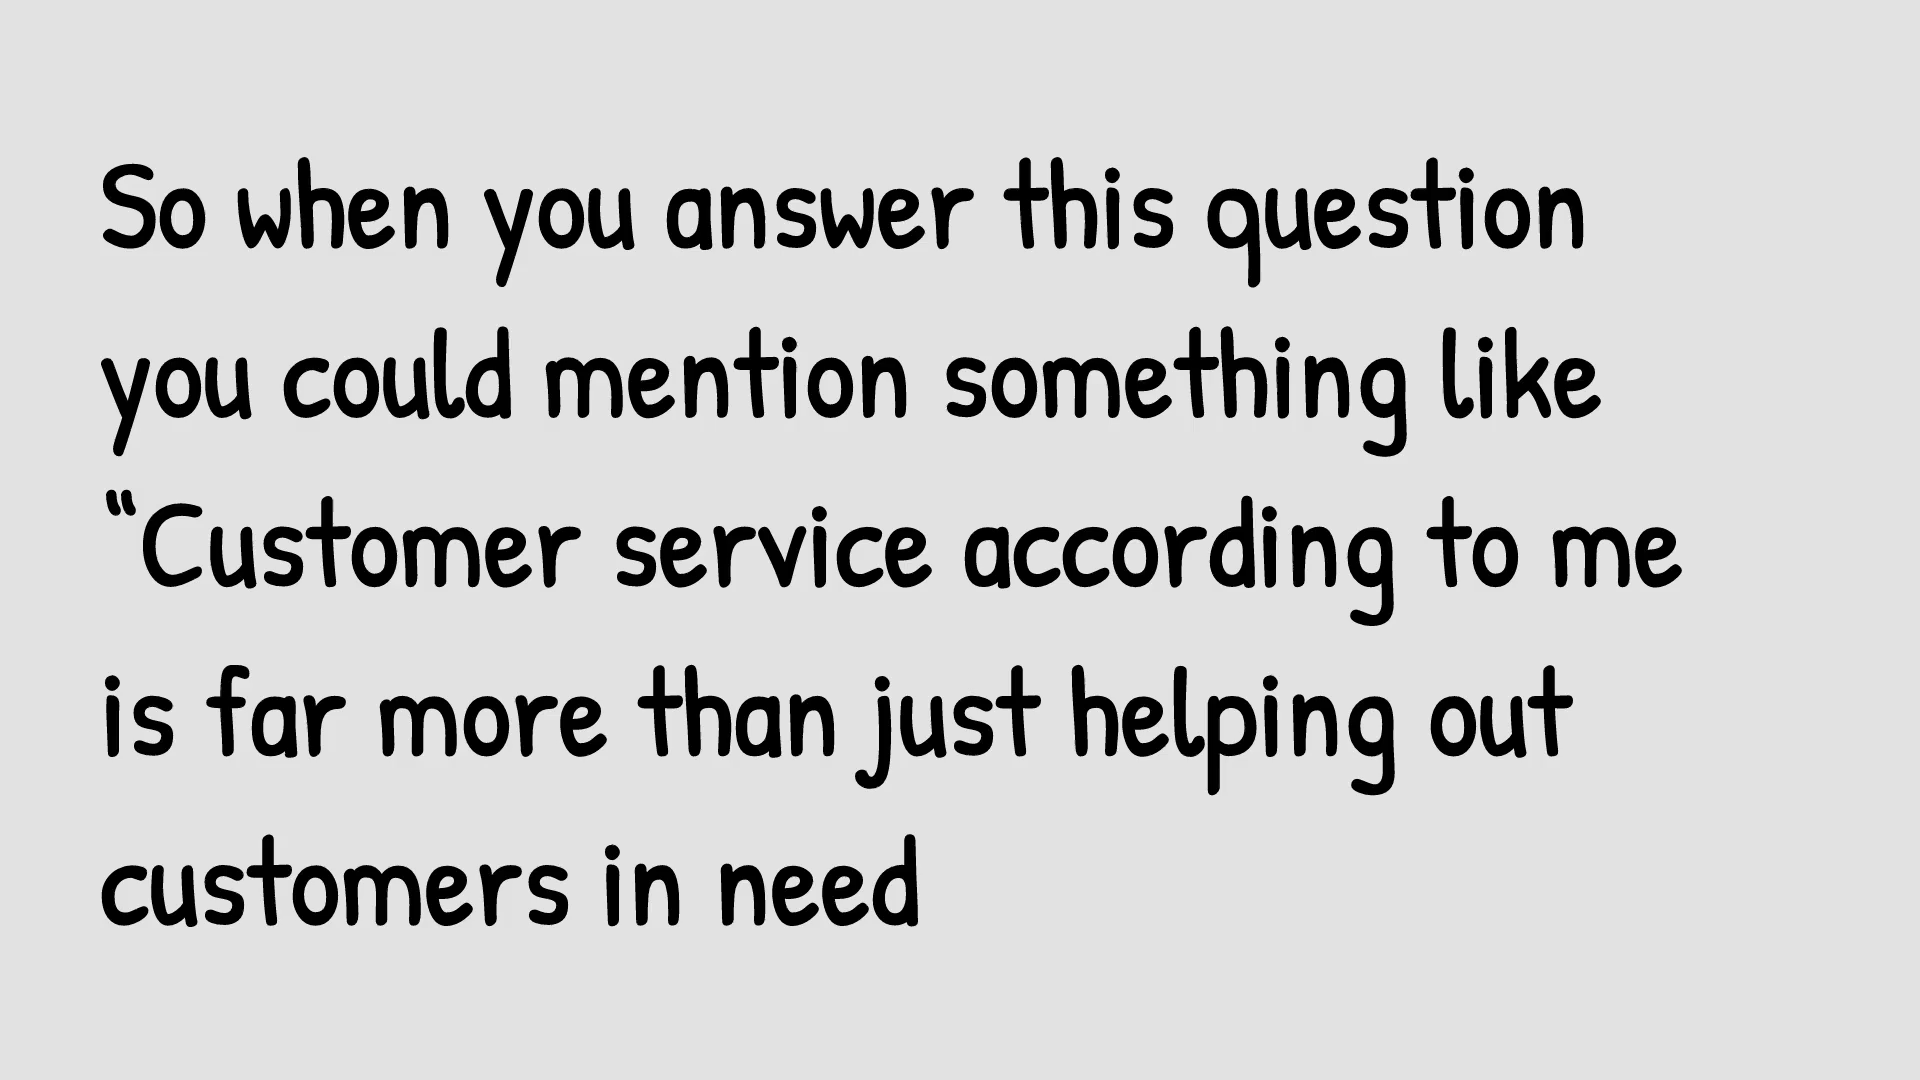 So when you answer this question
you could mention something like
“Customer service according to me
is far more than just helping out
customers in need